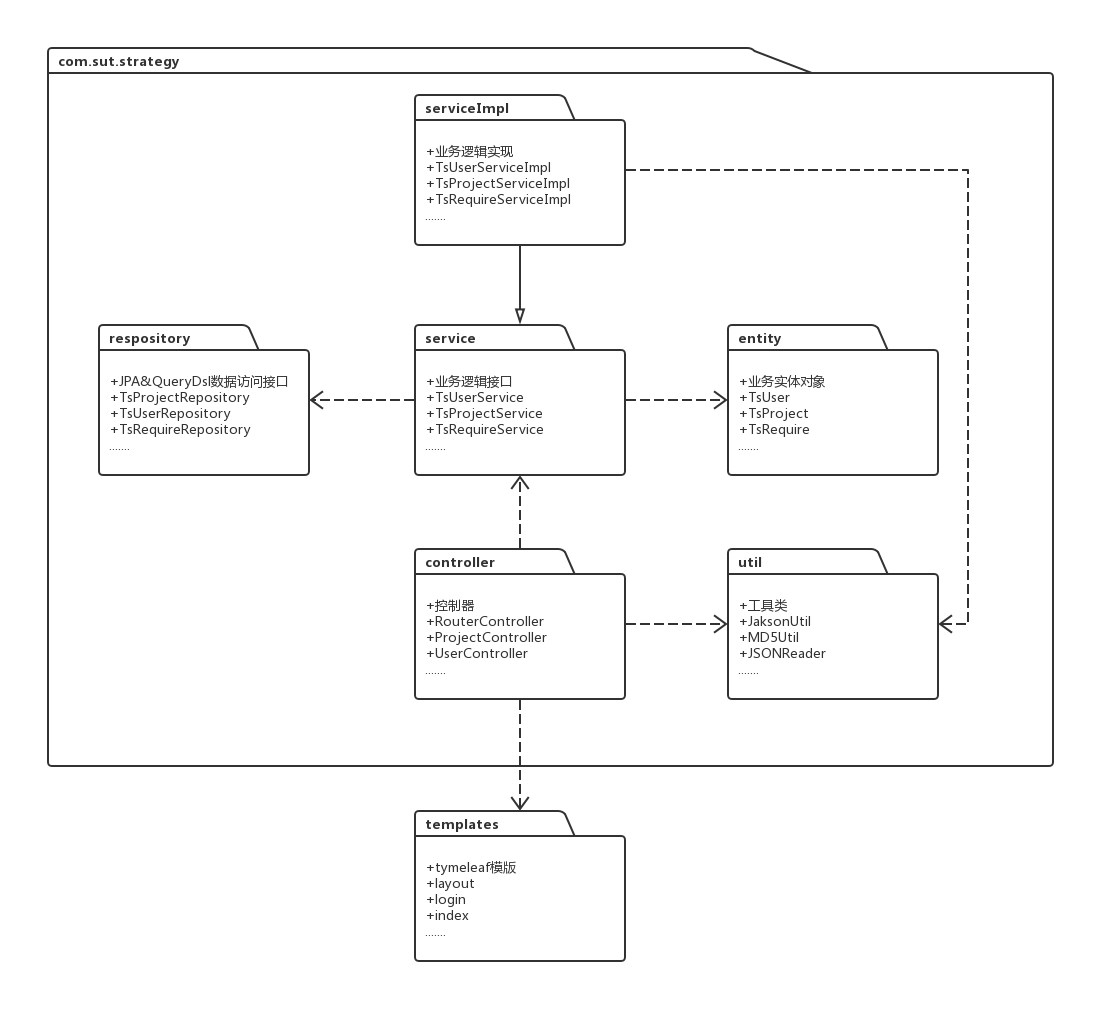 com.sut.strategy
serviceImpl
+业务逻辑实现
+TsUserServiceImpl
+TsProjectServiceImpl
+TsRequireServiceImpl
.......
respository
+JPA&QueryDsl数据访问接口
+TsProjectRepository
+TsUserRepository
+TsRequireRepository
.......
service
+业务逻辑接口
+TsUserService
+TsProjectService
+TsRequireService
.......
entity
+业务实体对象
+TsUser
+TsProject
+TsRequire
.......
controller
+控制器
+RouterController
+ProjectController
+UserController
.......
util
+工具类
+JaksonUtil
+MD5Util
+JSONReader
.......
templates
+tymeleaf模版
+layout
+login
+index
.......